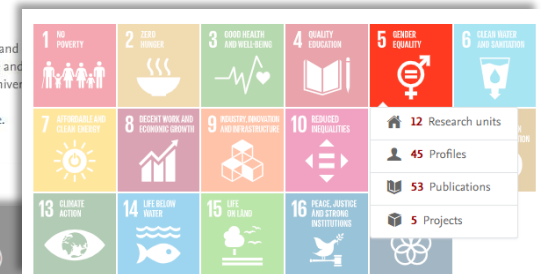 and
and
niver
e.
1 NO
POVERTY
2 ZERO
HUNGER
3 GOOD HEALTH
AND WELL-BEING
4 QUALITY
EDUCATION
5 GENDER
EQUALITY
6 CLEAN WATER
AND SANITATION
7 AFFORDABLE AND
CLEAN ENERGY
8 DECENT WORK AND
ECONOMIC GROWTH
9 INDUSTRY, INNOVATION
AND INFRASTRUCTURE
10 REDUCED
INEQUALITIES
12 Research units
45 Profiles
53 Publications
5 Projects
13 CLIMATE
ACTION
14 LIFE BELOW
WATER
15 LIFE
ON LAND
16 PEACE, JUSTICE
AND STRONG
INSTITUTIONS